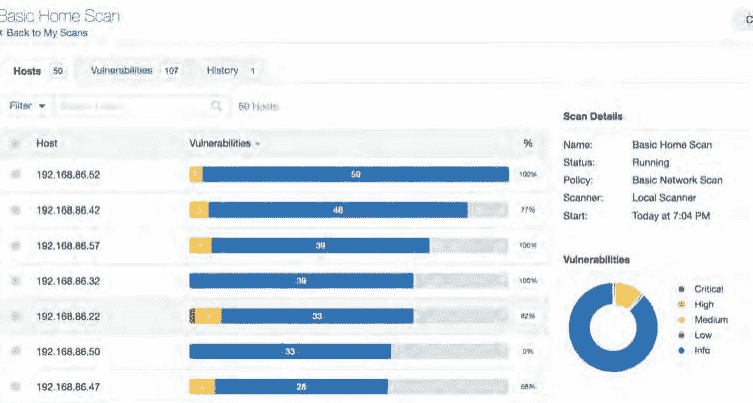 Basic Home Scan
Back to My Scans
Hosts 50 Vulnerabilities 107 History 1
Filter 50 Hosts
Host Vulnerabilities %
192.168.86.52 59 100%
192.168.86.42 48 77%
192.168.86.57 39 100%
192.168.86.32 39 100%
192.168.86.22 33 82%
192.168.86.50 33 0%
192.168.86.47 28
Scan Details
Name: Basic Home Scan
Status: Running
Policy: Basic Network Scan
Scanner: Local Scanner
Start: Today at 7:04 PM
Vulnerabilities
Critical
High
Medium
Low
Info